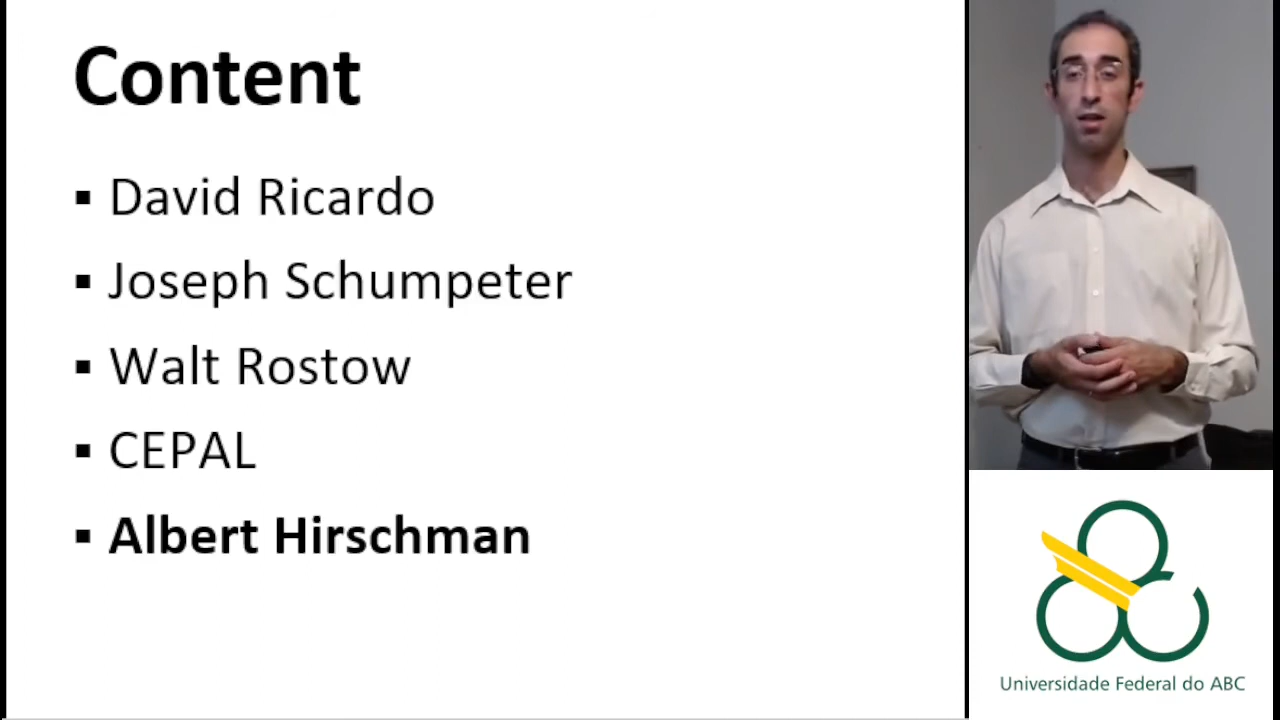 Content
▪ David Ricardo
▪ Joseph Schumpeter
▪ Walt Rostow
▪ CEPAL
▪ Albert Hirschman
Universidade Federal do ABC